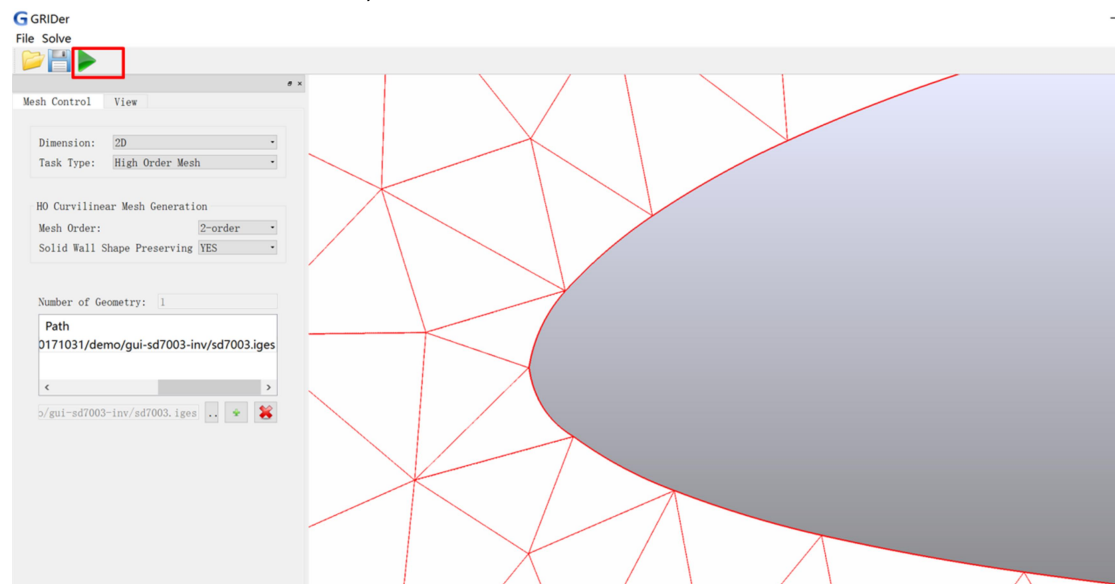 GRIDer
File Solve
Mesh Control View
Dimension: 2D
Task Type: High Order Mesh
HO Curvilinear Mesh Generation
Mesh Order: 2-order
Solid Wall Shape Preserving YES
Number of Geometry: 1
Path
0171031/demo/gui-sd7003-inv/sd7003.iges
o/gui-sd7003-inv/sd7003.iges ..